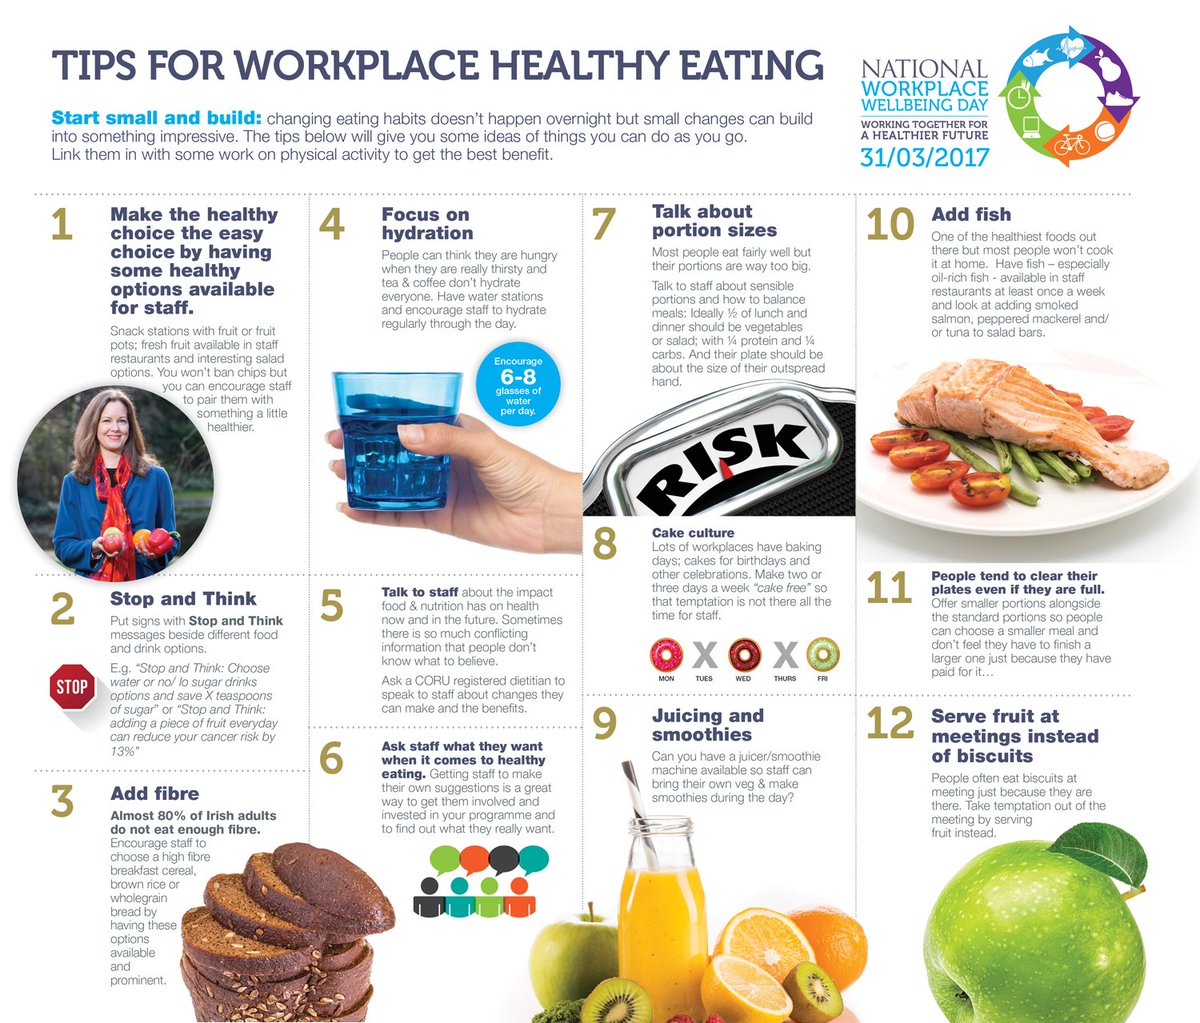 TIPS FOR WORKPLACE HEALTHY EATING
Start small and build: changing eating habits doesn't happen overnight but small changes can build
into something impressive. The tips below will give you some ideas of things you can do as you go.
Link them in with some work on physical activity to get the best benefit.
NATIONAL
WORKPLACE
WELLBEING DAY
WORKING TOGETHER FOR
A HEALTHIER FUTURE
31/03/2017
1
Make the healthy
choice the easy
choice by having
some healthy
options available
for staff.
Snack stations with fruit or fruit
pots; fresh fruit available in staff
restaurants and interesting salad
options. You won't ban chips but
you can encourage staff
to pair them with
something a little
healthier.
2
Stop and Think
Put signs with Stop and Think
messages beside different food
and drink options.
STOP
E.g. "Stop and Think: Choose
water or no/ lo sugar drinks
options and save X teaspoons
of sugar" or "Stop and Think:
adding a piece of fruit everyday
can reduce your cancer risk by
13%"
3
Add fibre
Almost 80% of Irish adults
do not eat enough fibre.
Encourage staff to
choose a high fibre
breakfast cereal,
brown rice or
wholegrain
bread by
having these
options
available
and
prominent.
4
Focus on
hydration
People can think they are hungry
when they are really thirsty and
tea & coffee don't hydrate
everyone. Have water stations
and encourage staff to hydrate
regularly through the day.
Encourage
6-8
glasses of
water
per day.
5
Talk to staff about the impact
food & nutrition has on health
now and in the future. Sometimes
there is so much conflicting
information that people don't
know what to believe.
Ask a CORU registered dietitian to
speak to staff about changes they
can make and the benefits.
6
Ask staff what they want
when it comes to healthy
eating. Getting staff to make
their own suggestions is a great
way to get them involved and
invested in your programme and
to find out what they really want.
7
Talk about
portion sizes
Most people eat fairly well but
their portions are way too big.
Talk to staff about sensible
portions and how to balance
meals: Ideally ½ of lunch and
dinner should be vegetables
or salad; with ¼ protein and ¼
carbs. And their plate should be
about the size of their outspread
hand.
RISK
8
Cake culture
Lots of workplaces have baking
days; cakes for birthdays and
other celebrations. Make two or
three days a week "cake free" so
that temptation is not there all the
time for staff.
X X
MON TUES WED THURS FRI
9
Juicing and
smoothies
Can you have a juicer/smoothie
machine available so staff can
bring their own veg & make
smoothies during the day?
10
Add fish
One of the healthiest foods out
there but most people won't cook
it at home. Have fish – especially
oil-rich fish - available in staff
restaurants at least once a week
and look at adding smoked
salmon, peppered mackerel and/
or tuna to salad bars.
11
People tend to clear their
plates even if they are full.
Offer smaller portions alongside
the standard portions so people
can choose a smaller meal and
don't feel they have to finish a
larger one just because they have
paid for it…
12
Serve fruit at
meetings instead
of biscuits
People often eat biscuits at
meeting just because they are
there. Take temptation out of the
meeting by serving
fruit instead.